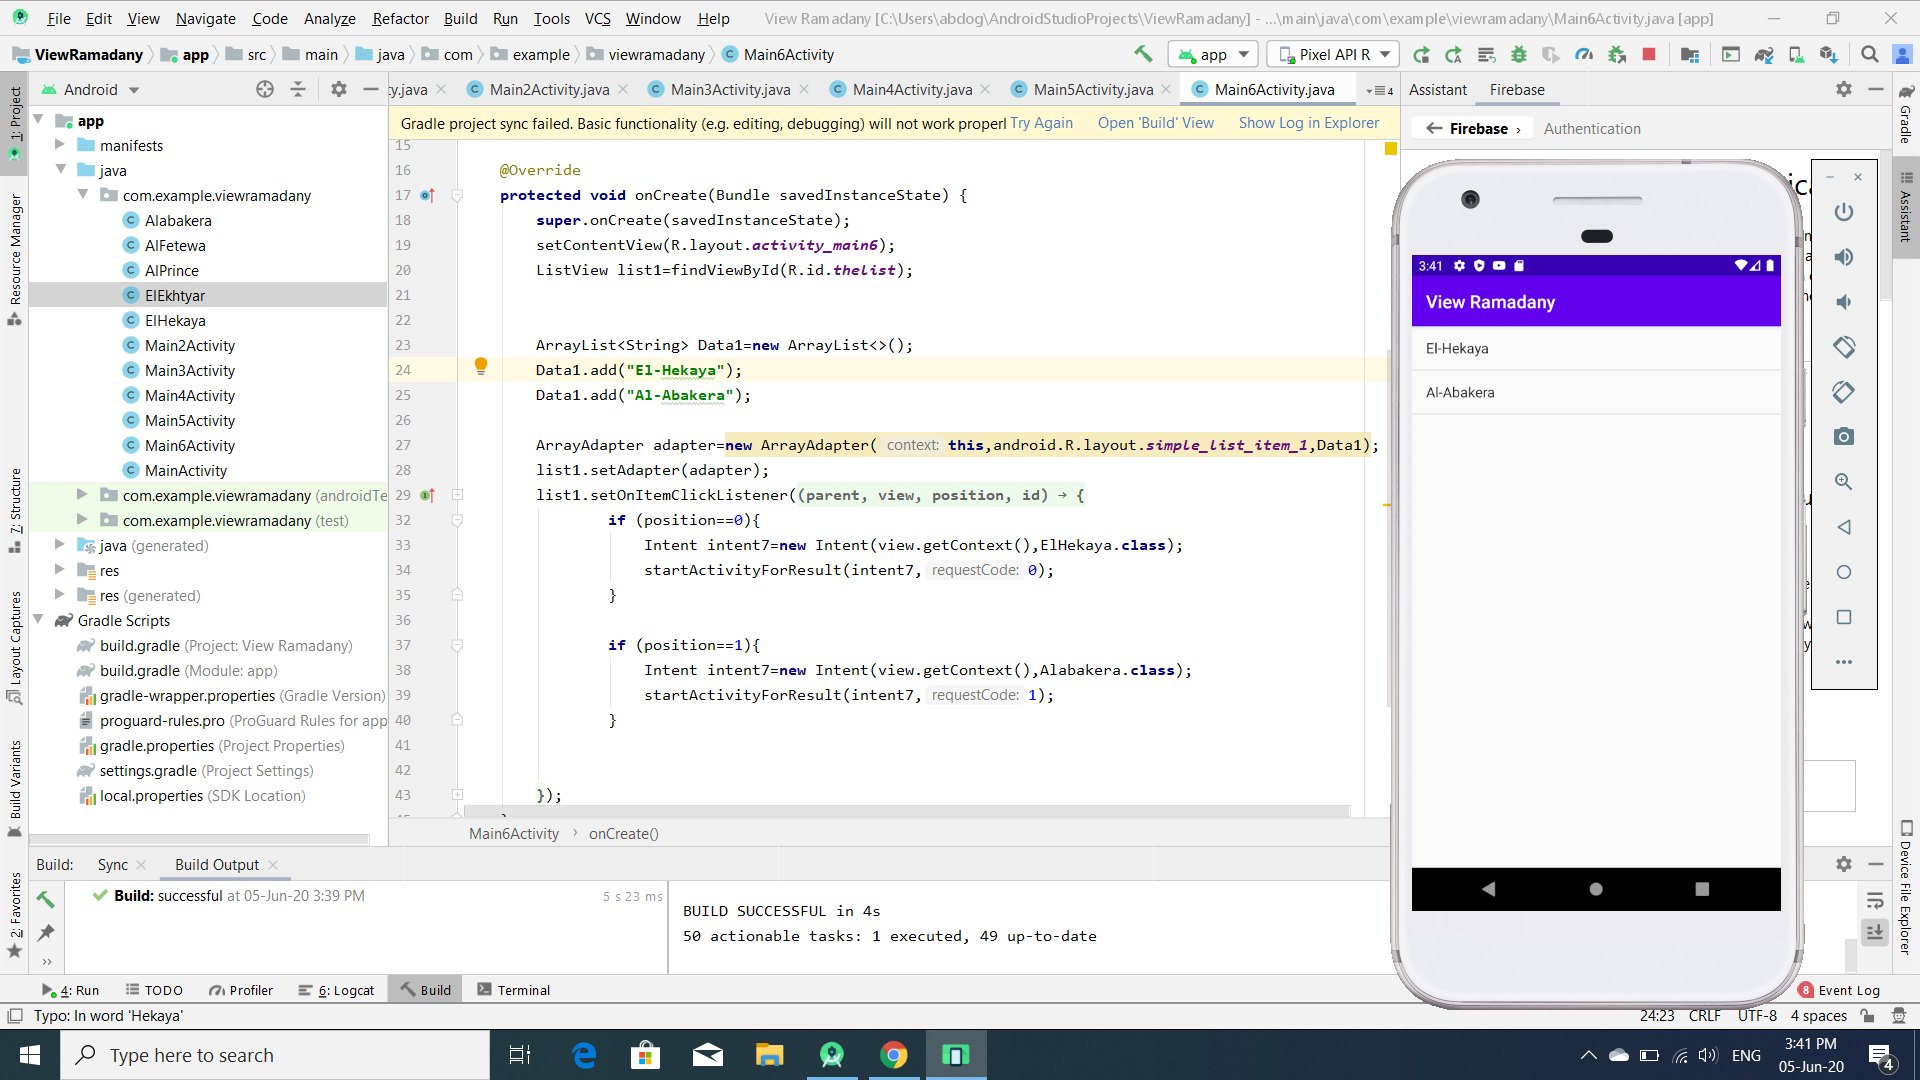 File Edit View Navigate Code Analyze Refactor Build Run Tools VCS Window Help View Ramadany [C:\Users\abdog\AndroidStudioProjects\ViewRamadany] - ...\main\java\com\example\viewramadany\Main6Activity.java [app]
ViewRamadany app src main java com example viewramadany Main6Activity app Pixel API R
Android
y.java Main2Activity.java Main3Activity.java Main4Activity.java Main5Activity.java Main6Activity.java 4
Assistant Firebase
Gradle project sync failed. Basic functionality (e.g. editing, debugging) will not work properl Try Again Open 'Build' View Show Log in Explorer
Firebase Authentication
1: Project
Resource Manager
7: Structure
Layout Captures
Build Variants
2: Favorites
app
manifests
java
com.example.viewramadany
Alabakera
AlFetewa
AlPrince
ElEkhtyar
ElHekaya
Main2Activity
Main3Activity
Main4Activity
Main5Activity
Main6Activity
MainActivity
com.example.viewramadany (androidTe
com.example.viewramadany (test)
java (generated)
res
res (generated)
Gradle Scripts
build.gradle (Project: View Ramadany)
build.gradle (Module: app)
gradle-wrapper.properties (Gradle Version)
proguard-rules.pro (ProGuard Rules for app
gradle.properties (Project Properties)
settings.gradle (Project Settings)
local.properties (SDK Location)
15
16 @Override
17 protected void onCreate(Bundle savedInstanceState) {
18 super.onCreate(savedInstanceState);
19 setContentView(R.layout.activity_main6);
20 ListView list1=findViewById(R.id.thelist);
21
22
23 ArrayList<String> Data1=new ArrayList<>();
24 Data1.add("El-Hekaya");
25 Data1.add("Al-Abakera");
26
27 ArrayAdapter adapter=new ArrayAdapter( context: this,android.R.layout.simple_list_item_1,Data1);
28 list1.setAdapter(adapter);
29 list1.setOnItemClickListener((parent, view, position, id) → {
32 if (position==0){
33 Intent intent7=new Intent(view.getContext(),ElHekaya.class);
34 startActivityForResult(intent7, requestCode: 0);
35 }
36
37 if (position==1){
38 Intent intent7=new Intent(view.getContext(),Alabakera.class);
39 startActivityForResult(intent7, requestCode: 1);
40 }
41
42
43 });
Main6Activity onCreate()
3:41
View Ramadany
El-Hekaya
Al-Abakera
Gradle
Assistant
Device File Explorer
Build: Sync Build Output
Build: successful at 05-Jun-20 3:39 PM 5 s 23 ms
BUILD SUCCESSFUL in 4s
50 actionable tasks: 1 executed, 49 up-to-date
4: Run TODO Profiler 6: Logcat Build Terminal 8 Event Log
Typo: In word 'Hekaya' 24:23 CRLF UTF-8 4 spaces
Type here to search ENG 3:41 PM
05-Jun-20 4